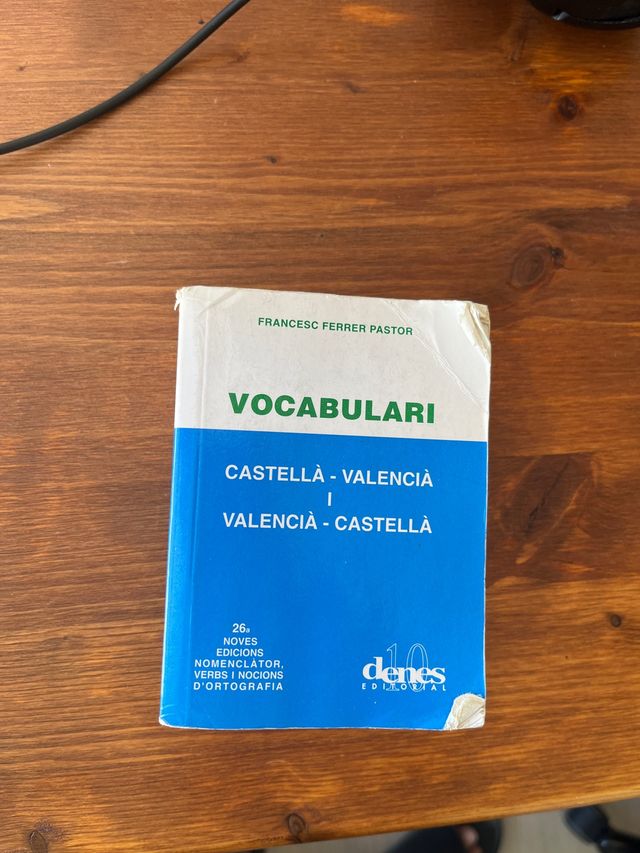 FRANCESC FERRER PASTOR
VOCABULARI
CASTELLÀ - VALENCIÀ
I
VALENCIÀ - CASTELLÀ
26a
NOVES
EDICIONS
NOMENCLÀTOR,
VERBS I NOCIONS
D'ORTOGRAFIA
10
denes
EDITORIAL